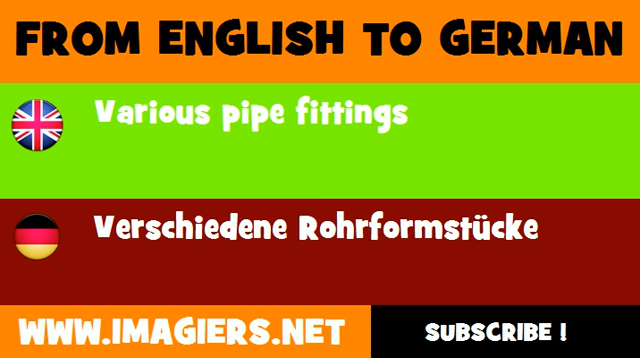 FROM ENGLISH TO GERMAN
Various pipe fittings
Verschiedene Rohrformstücke
WWW.IMAGIERS.NET
SUBSCRIBE !